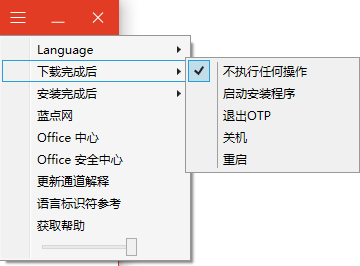 Language
下载完成后
安装完成后
蓝点网
Office 中心
Office 安全中心
更新通道解释
语言标识符参考
获取帮助
不执行任何操作
启动安装程序
退出OTP
关机
重启